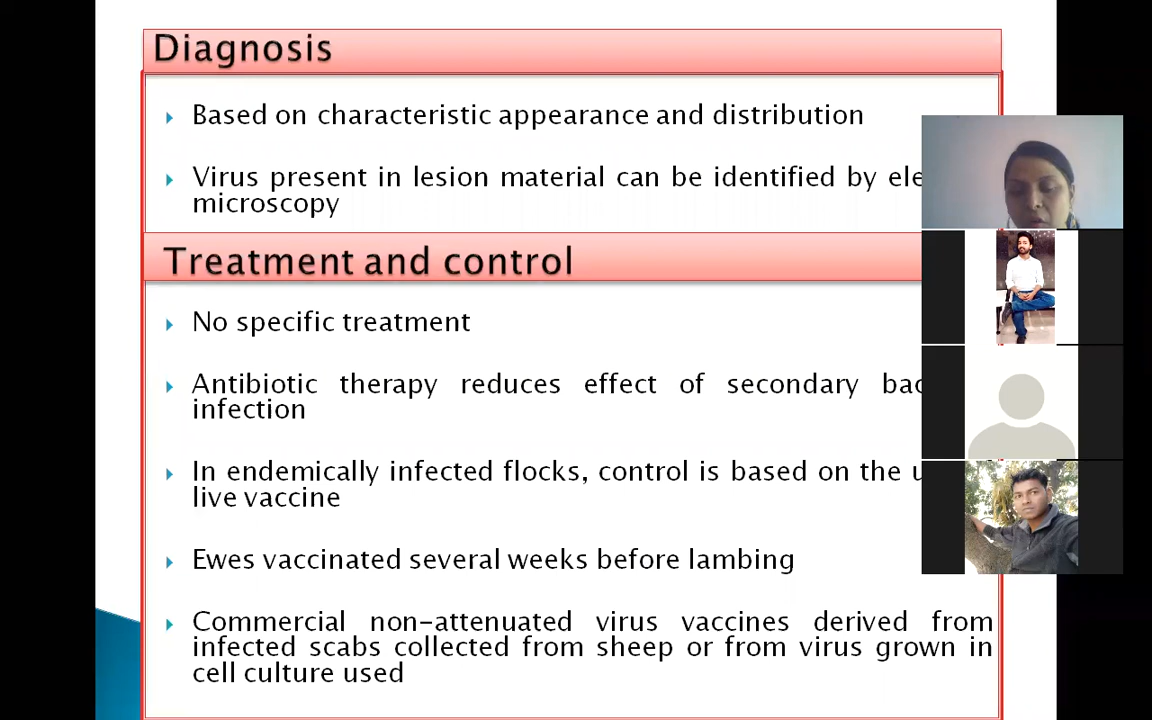 Diagnosis
Based on characteristic appearance and distribution
Virus present in lesion material can be identified by
microscopy
Treatment and control
No specific treatment
Antibiotic therapy reduces effect of secondary
infection
In endemically infected flocks, control is based on the
live vaccine
Ewes vaccinated several weeks before lambing
Commercial non-attenuated virus vaccines derived from
infected scabs collected from sheep or from virus grown in
cell culture used